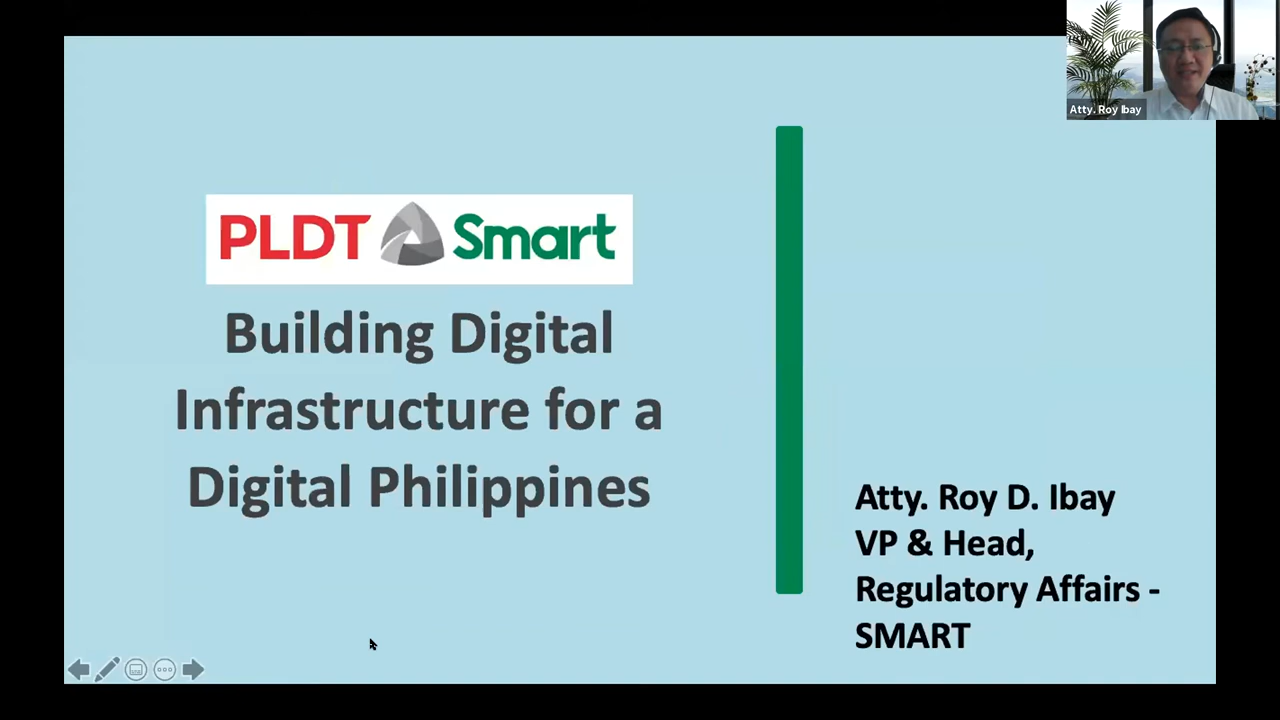 Atty. Roy Ibay
PLDT Smart
Building Digital
Infrastructure for a
Digital Philippines
Atty. Roy D. Ibay
VP & Head,
Regulatory Affairs -
SMART